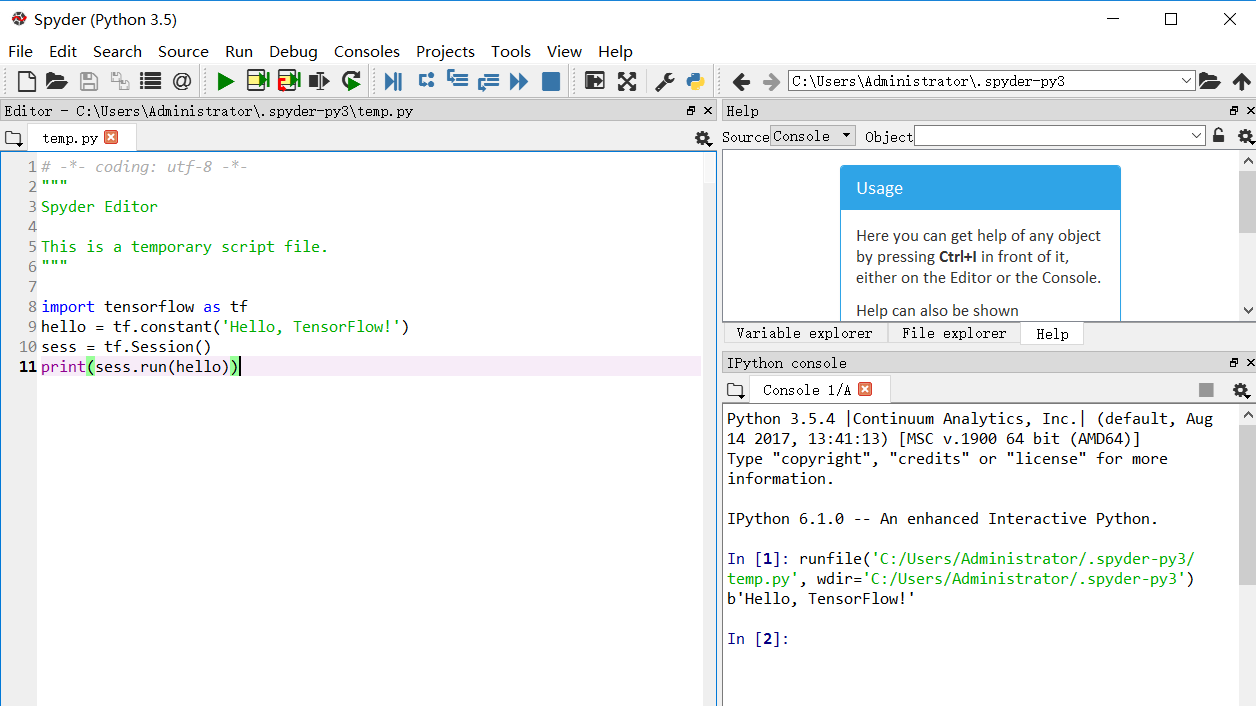 Spyder (Python 3.5)
File Edit Search Source Run Debug Consoles Projects Tools View Help
C:\Users\Administrator\.spyder-py3
Editor - C:\Users\Administrator\.spyder-py3\temp.py
temp.py
1 # -*- coding: utf-8 -*-
2 """
3 Spyder Editor
4
5 This is a temporary script file.
6 """
7
8 import tensorflow as tf
9 hello = tf.constant('Hello, TensorFlow!')
10 sess = tf.Session()
11 print(sess.run(hello))
Help
Source Console Object
Usage
Here you can get help of any object
by pressing Ctrl+I in front of it,
either on the Editor or the Console.
Help can also be shown
Variable explorer File explorer Help
IPython console
Console 1/A
Python 3.5.4 |Continuum Analytics, Inc.| (default, Aug
14 2017, 13:41:13) [MSC v.1900 64 bit (AMD64)]
Type "copyright", "credits" or "license" for more
information.
IPython 6.1.0 -- An enhanced Interactive Python.
In [1]: runfile('C:/Users/Administrator/.spyder-py3/
temp.py', wdir='C:/Users/Administrator/.spyder-py3')
b'Hello, TensorFlow!'
In [2]: